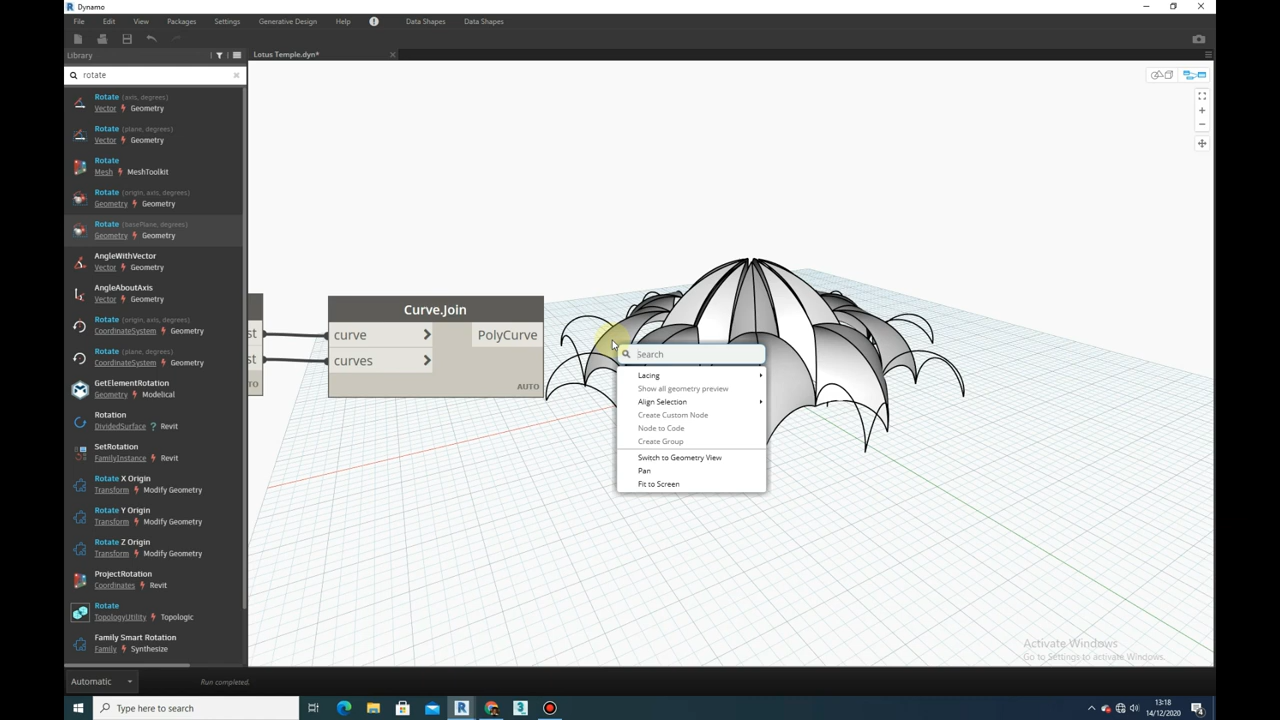 Dynamo
File Edit View Packages Settings Generative Design Help Data Shapes Data Shapes
Library
Lotus Temple.dyn*
rotate
Rotate (axis, degrees)
Vector Geometry
Rotate (plane, degrees)
Vector Geometry
Rotate
Mesh MeshToolkit
Rotate (origin, axis, degrees)
Geometry Geometry
Rotate (basePlane, degrees)
Geometry Geometry
AngleWithVector
Vector Geometry
AngleAboutAxis
Vector Geometry
Rotate (origin, axis, degrees)
CoordinateSystem Geometry
Rotate (plane, degrees)
CoordinateSystem Geometry
GetElementRotation
Geometry Modelical
Rotation
DividedSurface ? Revit
SetRotation
FamilyInstance Revit
Rotate X Origin
Transform Modify Geometry
Rotate Y Origin
Transform Modify Geometry
Rotate Z Origin
Transform Modify Geometry
ProjectRotation
Coordinates Revit
Rotate
TopologyUtility Topologic
Family Smart Rotation
Family Synthesize
st
st
TO
Curve.Join
curve > PolyCurve
curves >
AUTO
Search
Lacing
Show all geometry preview
Align Selection
Create Custom Node
Node to Code
Create Group
Switch to Geometry View
Pan
Fit to Screen
Activate Windows
Go to Settings to activate Windows.
Automatic
Run completed.
Type here to search
13:18
14/12/2020
4